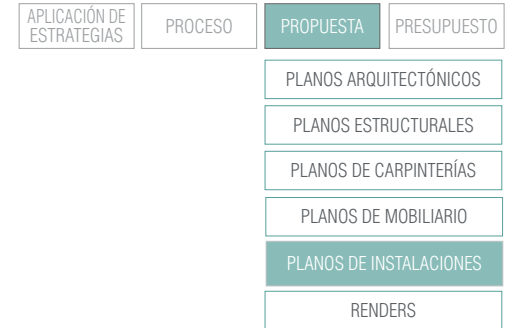 APLICACIÓN DE
ESTRATEGIAS
PROCESO
PROPUESTA
PRESUPUESTO
PLANOS ARQUITECTÓNICOS
PLANOS ESTRUCTURALES
PLANOS DE CARPINTERÍAS
PLANOS DE MOBILIARIO
PLANOS DE INSTALACIONES
RENDERS